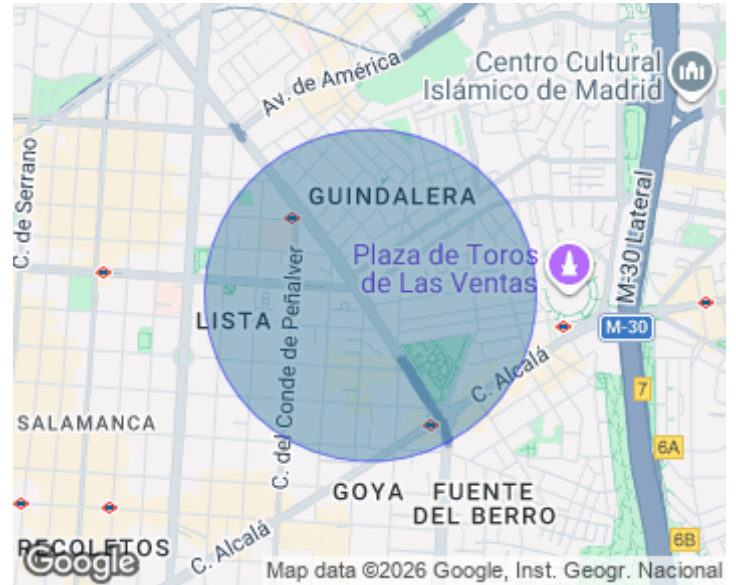 Av. de América
Centro Cultural
Islámico de Madrid
C. de Serrano
GUINDALERA
M-30 Lateral
Plaza de Toros
de Las Ventas
C. del Conde de Peñalver
LISTA
M-30
C. Alcalá
7
SALAMANCA
6A
GOYA
FUENTE
DEL BERRO
RECOLETOS
C. Alcalá
6B
Google
Map data ©2026 Google, Inst. Geogr. Nacional